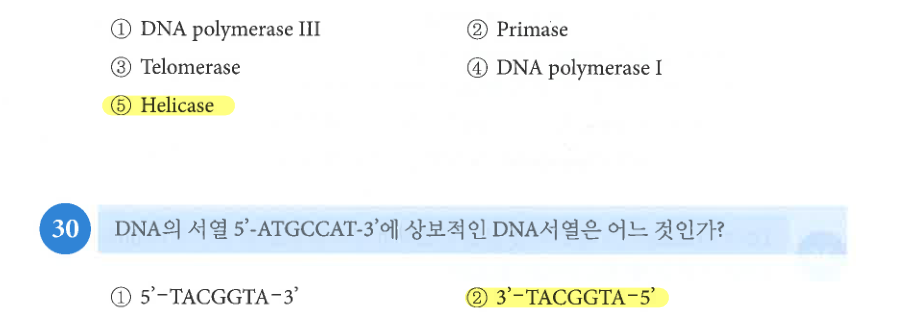 ① DNA polymerase III ② Primase
③ Telomerase ④ DNA polymerase I
⑤ Helicase
30 DNA의 서열 5’-ATGCCAT-3’에 상보적인 DNA서열은 어느 것인가?
① 5’-TACGGTA-3’ ② 3’-TACGGTA-5’